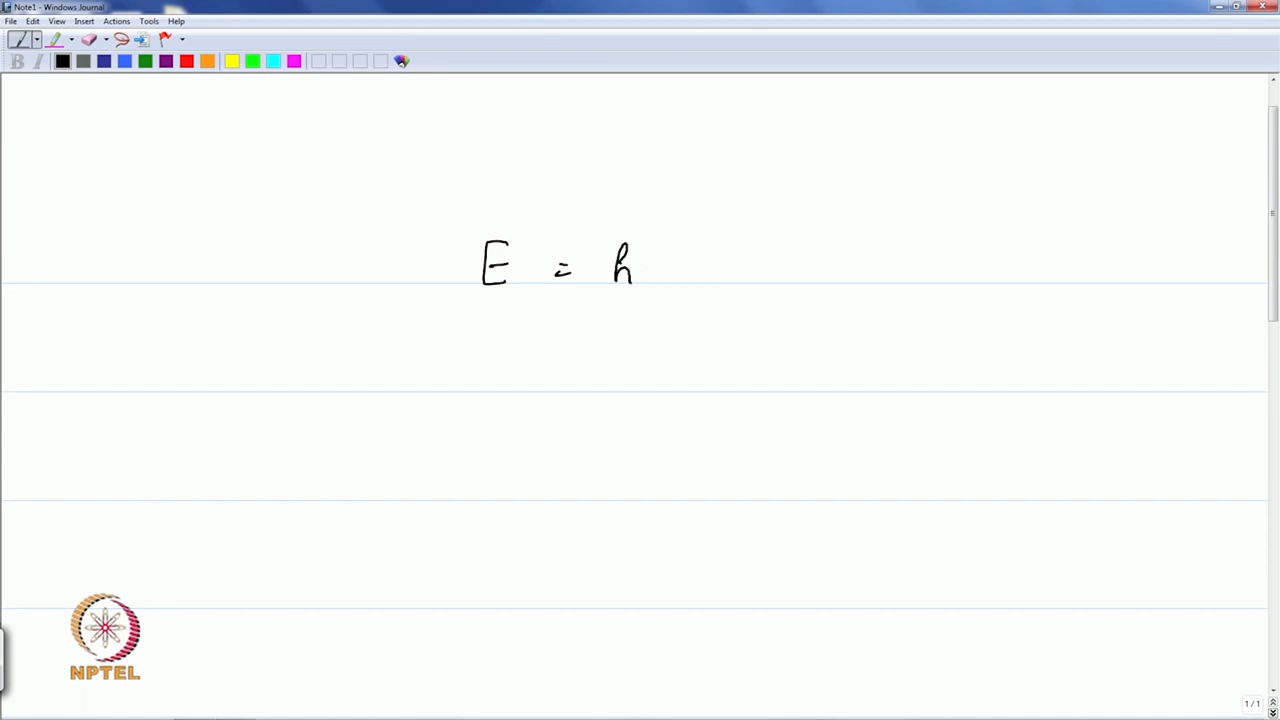 Note1 - Windows Journal
File Edit View Insert Actions Tools Help
B I
E = h
NPTEL
1 / 1